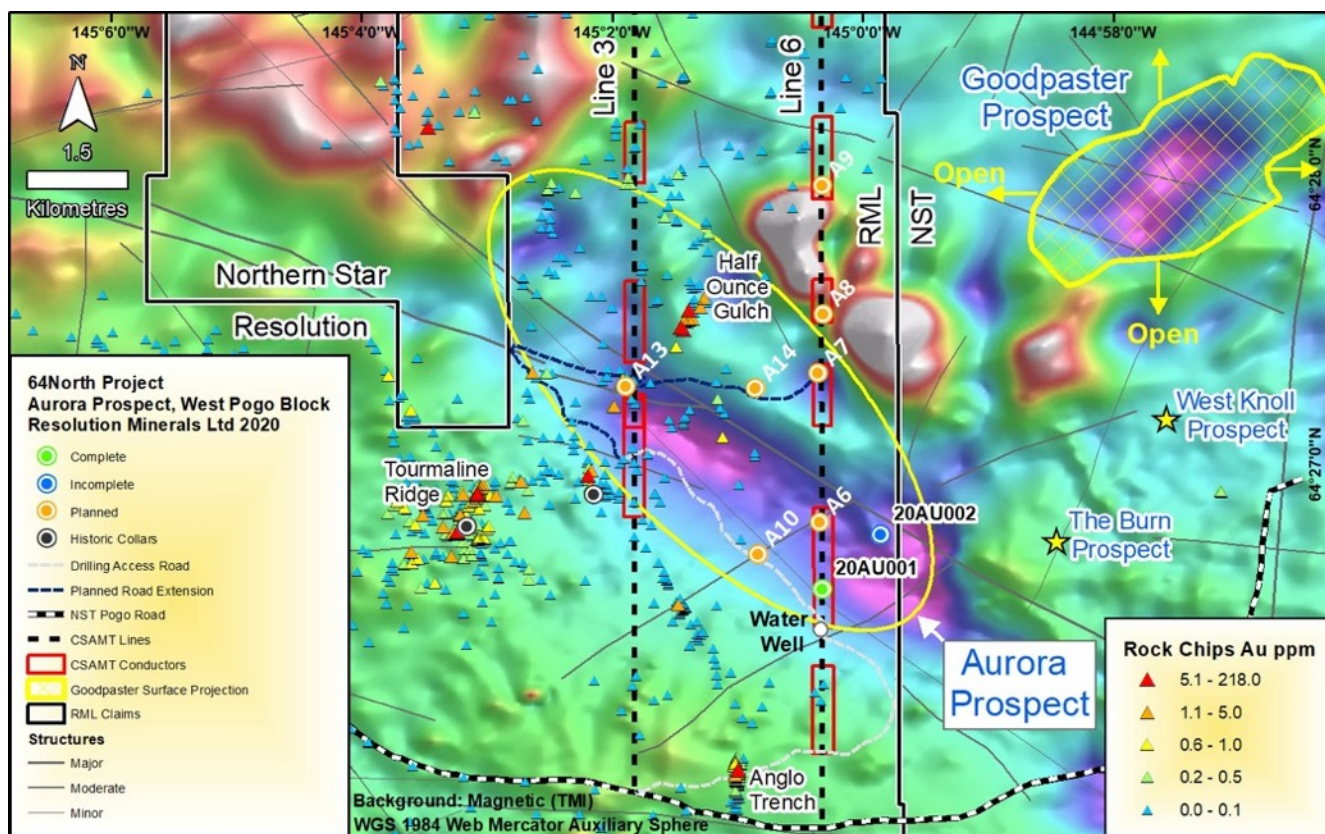 145°6'0"W
145°4'0"W
145°2'0"W
145°0'0"W
144°58'0"W
N
1.5
Kilometres
Line 3
Line 6
RML
NST
Goodpaster
Prospect
Open
Open
64°28'0"N
A9
Half
Ounce
Gulch
A8
Northern Star
Resolution
A13
A14
A7
West Knoll
Prospect
64°27'0"N
Tourmaline
Ridge
A10
A6
20AU002
20AU001
The Burn
Prospect
Water
Well
Aurora
Prospect
Anglo
Trench
64North Project
Aurora Prospect, West Pogo Block
Resolution Minerals Ltd 2020
Complete
Incomplete
Planned
Historic Collars
Drilling Access Road
Planned Road Extension
NST Pogo Road
CSAMT Lines
CSAMT Conductors
Goodpaster Surface Projection
RML Claims
Structures
Major
Moderate
Minor
Rock Chips Au ppm
5.1 - 218.0
1.1 - 5.0
0.6 - 1.0
0.2 - 0.5
0.0 - 0.1
Background: Magnetic (TMI)
WGS 1984 Web Mercator Auxiliary Sphere